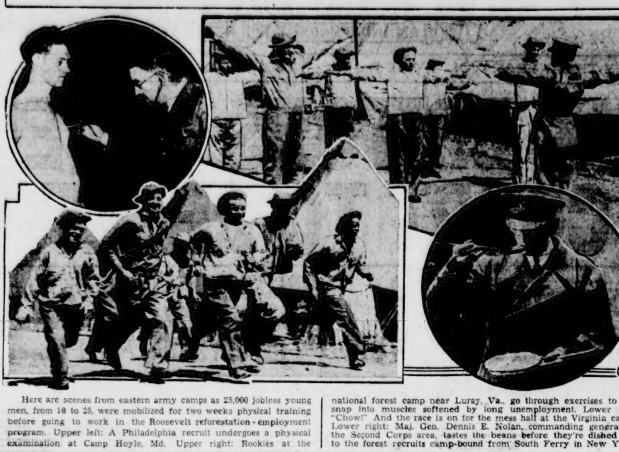 Here are scenes from eastern army camps as 25,000 jobless young
men, from 18 to 25, were mobilized for two weeks physical training
before going to work in the Roosevelt reforestation - employment
program. Upper left: A Philadelphia recruit undergoes a physical
examination at Camp Hoyle, Md. Upper right: Rookies at the
national forest camp near Luray, Va., go through exercises to
snap into muscles softened by long unemployment. Lower
"Chow!" And the race is on for the mess hall at the Virginia ca
Lower right: Maj. Gen. Dennis E. Nolan, commanding genera
the Second Corps area, tastes the beans before they're dished
to the forest recruits camp-bound from South Ferry in New Y